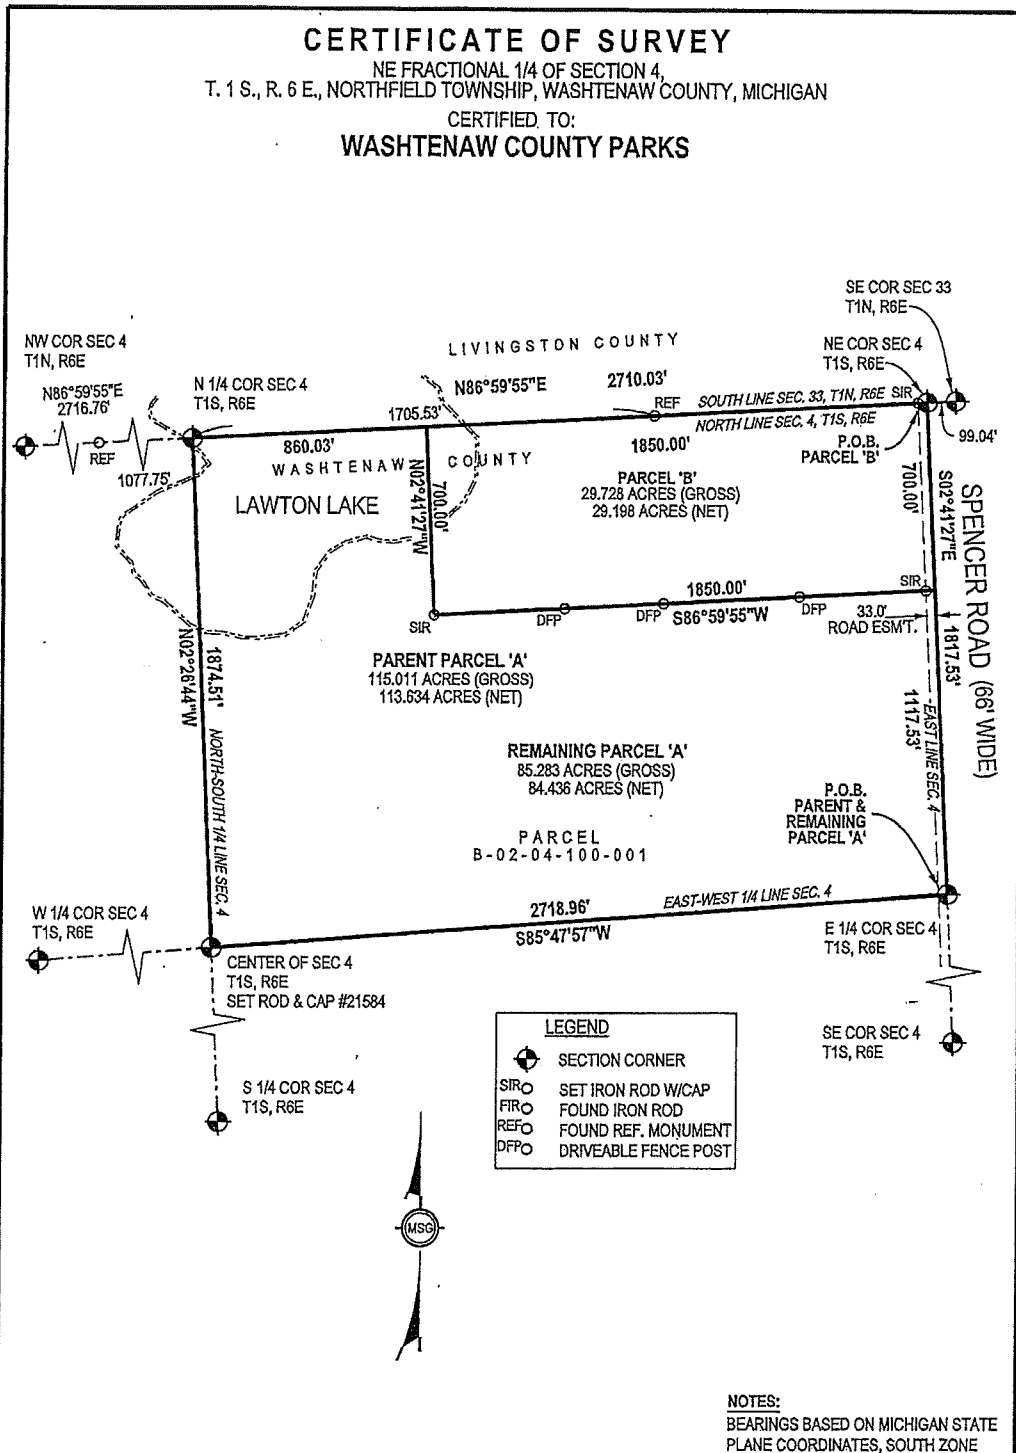 CERTIFICATE OF SURVEY
NE FRACTIONAL 1/4 OF SECTION 4,
T. 1 S., R. 6 E., NORTHFIELD TOWNSHIP, WASHTENAW COUNTY, MICHIGAN
CERTIFIED TO:
WASHTENAW COUNTY PARKS
SE COR SEC 33
T1N, R6E
NE COR SEC 4
T1S, R6E
NW COR SEC 4
T1N, R6E
LIVINGSTON COUNTY
N86°59'55"E
2716.76'
N 1/4 COR SEC 4
T1S, R6E
N86°59'55"E
2710.03'
REF
SOUTH LINE SEC. 33, T1N, R6E
SIR
NORTH LINE SEC. 4, T1S, R6E
1705.53'
860.03'
1850.00'
99.04'
P.O.B.
PARCEL 'B'
REF
1077.75'
WASHTENAW COUNTY
LAWTON LAKE
N02°41'27"W
700.00'
PARCEL 'B'
29.728 ACRES (GROSS)
29.198 ACRES (NET)
700.00'
S02°41'27"E
1817.53'
SPENCER ROAD (66' WIDE)
SIR
1850.00'
S86°59'55"W
SIR
DFP
DFP
DFP
33.0'
ROAD ESM'T.
N02°26'44"W
1874.51'
NORTH-SOUTH 1/4 LINE SEC. 4
PARENT PARCEL 'A'
115.011 ACRES (GROSS)
113.634 ACRES (NET)
1117.53'
EAST LINE SEC. 4
REMAINING PARCEL 'A'
85.283 ACRES (GROSS)
84.436 ACRES (NET)
P.O.B.
PARENT &
REMAINING
PARCEL 'A'
PARCEL
B-02-04-100-001
2718.96'
EAST-WEST 1/4 LINE SEC. 4
S85°47'57"W
W 1/4 COR SEC 4
T1S, R6E
E 1/4 COR SEC 4
T1S, R6E
CENTER OF SEC 4
T1S, R6E
SET ROD & CAP #21584
SE COR SEC 4
T1S, R6E
S 1/4 COR SEC 4
T1S, R6E
LEGEND
SECTION CORNER
SIR SET IRON ROD W/CAP
FIR FOUND IRON ROD
REF FOUND REF. MONUMENT
DFP DRIVEABLE FENCE POST
MSG
NOTES:
BEARINGS BASED ON MICHIGAN STATE
PLANE COORDINATES, SOUTH ZONE